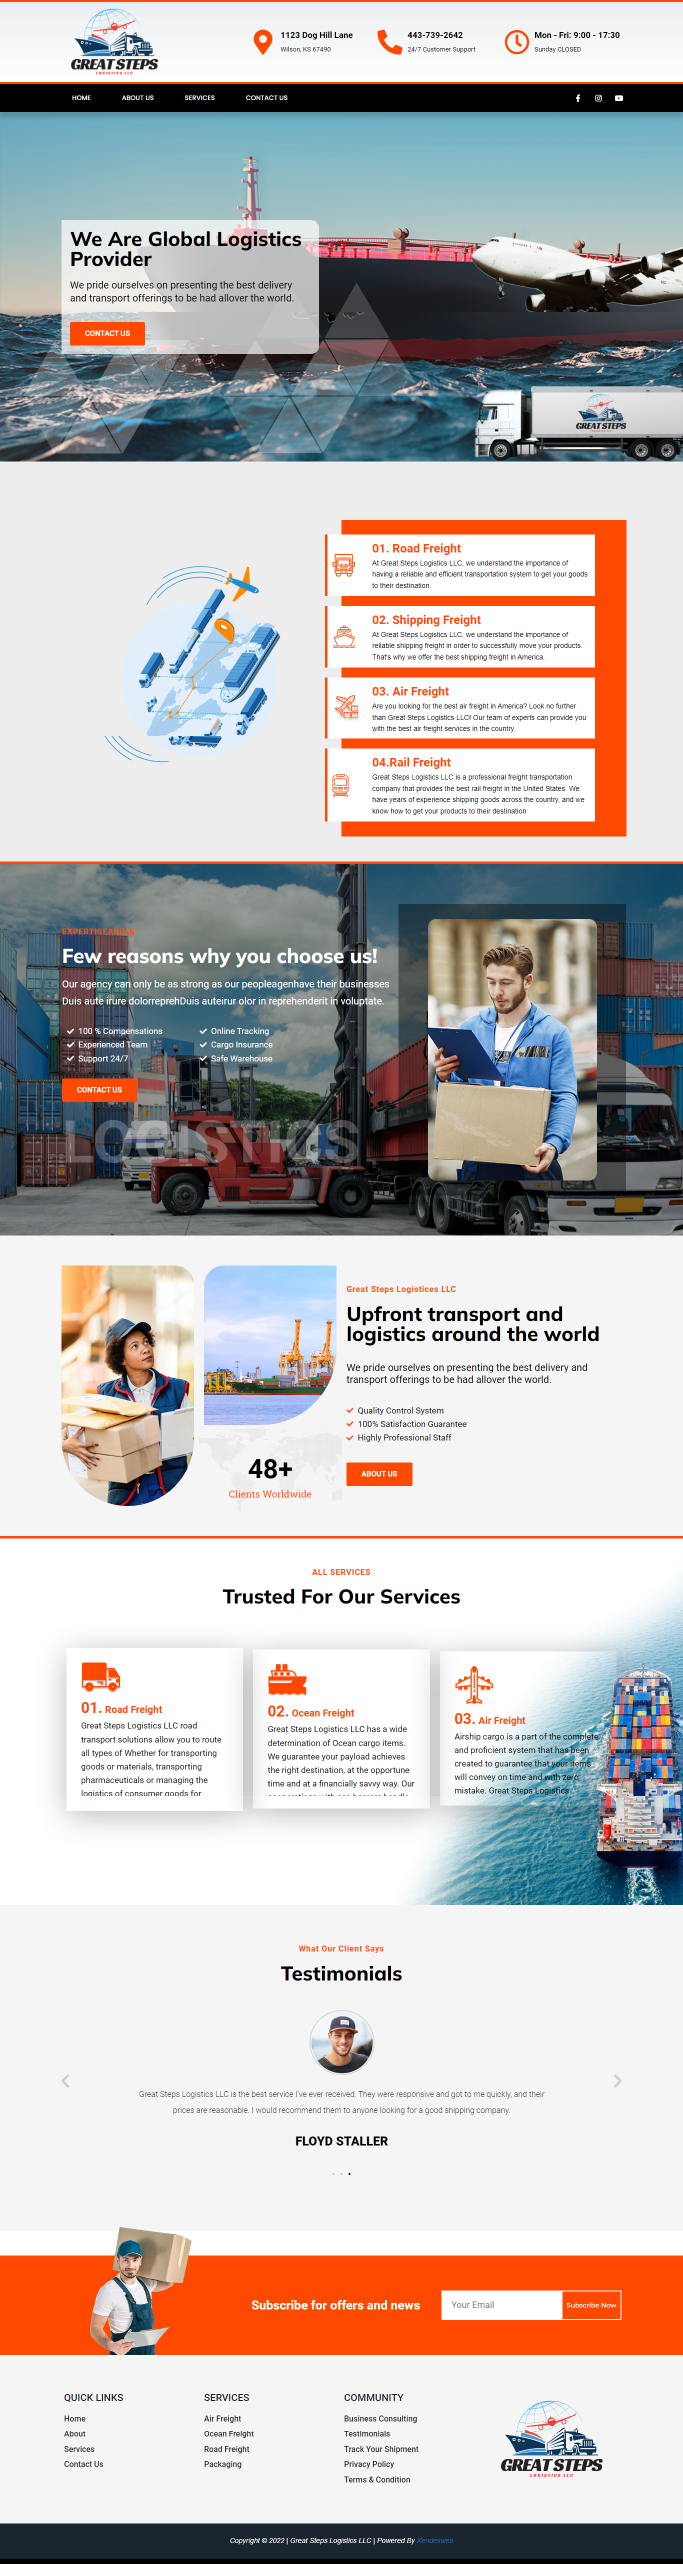 GREAT STEPS
LOGISTICS LLC
1123 Dog Hill Lane
Wilson, KS 67490
443-739-2642
24/7 Customer Support
Mon - Fri: 9:00 - 17:30
Sunday CLOSED
HOME
ABOUT US
SERVICES
CONTACT US
We Are Global Logistics
Provider
We pride ourselves on presenting the best delivery
and transport offerings to be had allover the world.
CONTACT US
GREAT STEPS
01. Road Freight
At Great Steps Logistics LLC, we understand the importance of
having a reliable and efficient transportation system to get your goods
to their destination.
02. Shipping Freight
At Great Steps Logistics LLC, we understand the importance of
reliable shipping freight in order to successfully move your products.
That's why we offer the best shipping freight in America.
03. Air Freight
Are you looking for the best air freight in America? Look no further
than Great Steps Logistics LLC! Our team of experts can provide you
with the best air freight services in the country.
04.Rail Freight
Great Steps Logistics LLC is a professional freight transportation
company that provides the best rail freight in the United States. We
have years of experience shipping goods across the country, and we
know how to get your products to their destination
EXPERTISEAREAS
Few reasons why you choose us!
Our agency can only be as strong as our peopleagenhave their businesses
Duis aute irure dolorreprehDuis auteirur olor in reprehenderit in voluptate.
100 % Compensations
Online Tracking
Experienced Team
Cargo Insurance
Support 24/7
Safe Warehouse
CONTACT US
LOGISTICS
Great Steps Logistices LLC
Upfront transport and
logistics around the world
We pride ourselves on presenting the best delivery and
transport offerings to be had allover the world.
Quality Control System
100% Satisfaction Guarantee
Highly Professional Staff
48+
Clients Worldwide
ABOUT US
ALL SERVICES
Trusted For Our Services
01. Road Freight
Great Steps Logistics LLC road
transport solutions allow you to route
all types of Whether for transporting
goods or materials, transporting
pharmaceuticals or managing the
logistics of consumer goods for
02. Ocean Freight
Great Steps Logistics LLC has a wide
determination of Ocean cargo items.
We guarantee your payload achieves
the right destination, at the opportune
time and at a financially savvy way. Our
03. Air Freight
Airship cargo is a part of the complete
and proficient system that has been
created to guarantee that your items
will convey on time and with zero
mistake. Great Steps Logistics
What Our Client Says
Testimonials
Great Steps Logistics LLC is the best service I've ever received. They were responsive and got to me quickly, and their
prices are reasonable. I would recommend them to anyone looking for a good shipping company.
FLOYD STALLER
Subscribe for offers and news
Your Email
Subscribe Now
QUICK LINKS
Home
About
Services
Contact Us
SERVICES
Air Freight
Ocean Freight
Road Freight
Packaging
COMMUNITY
Business Consulting
Testimonials
Track Your Shipment
Privacy Policy
Terms & Condition
GREAT STEPS
LOGISTICS LLC
Copyright © 2022 | Great Steps Logistics LLC | Powered By Xenderweb